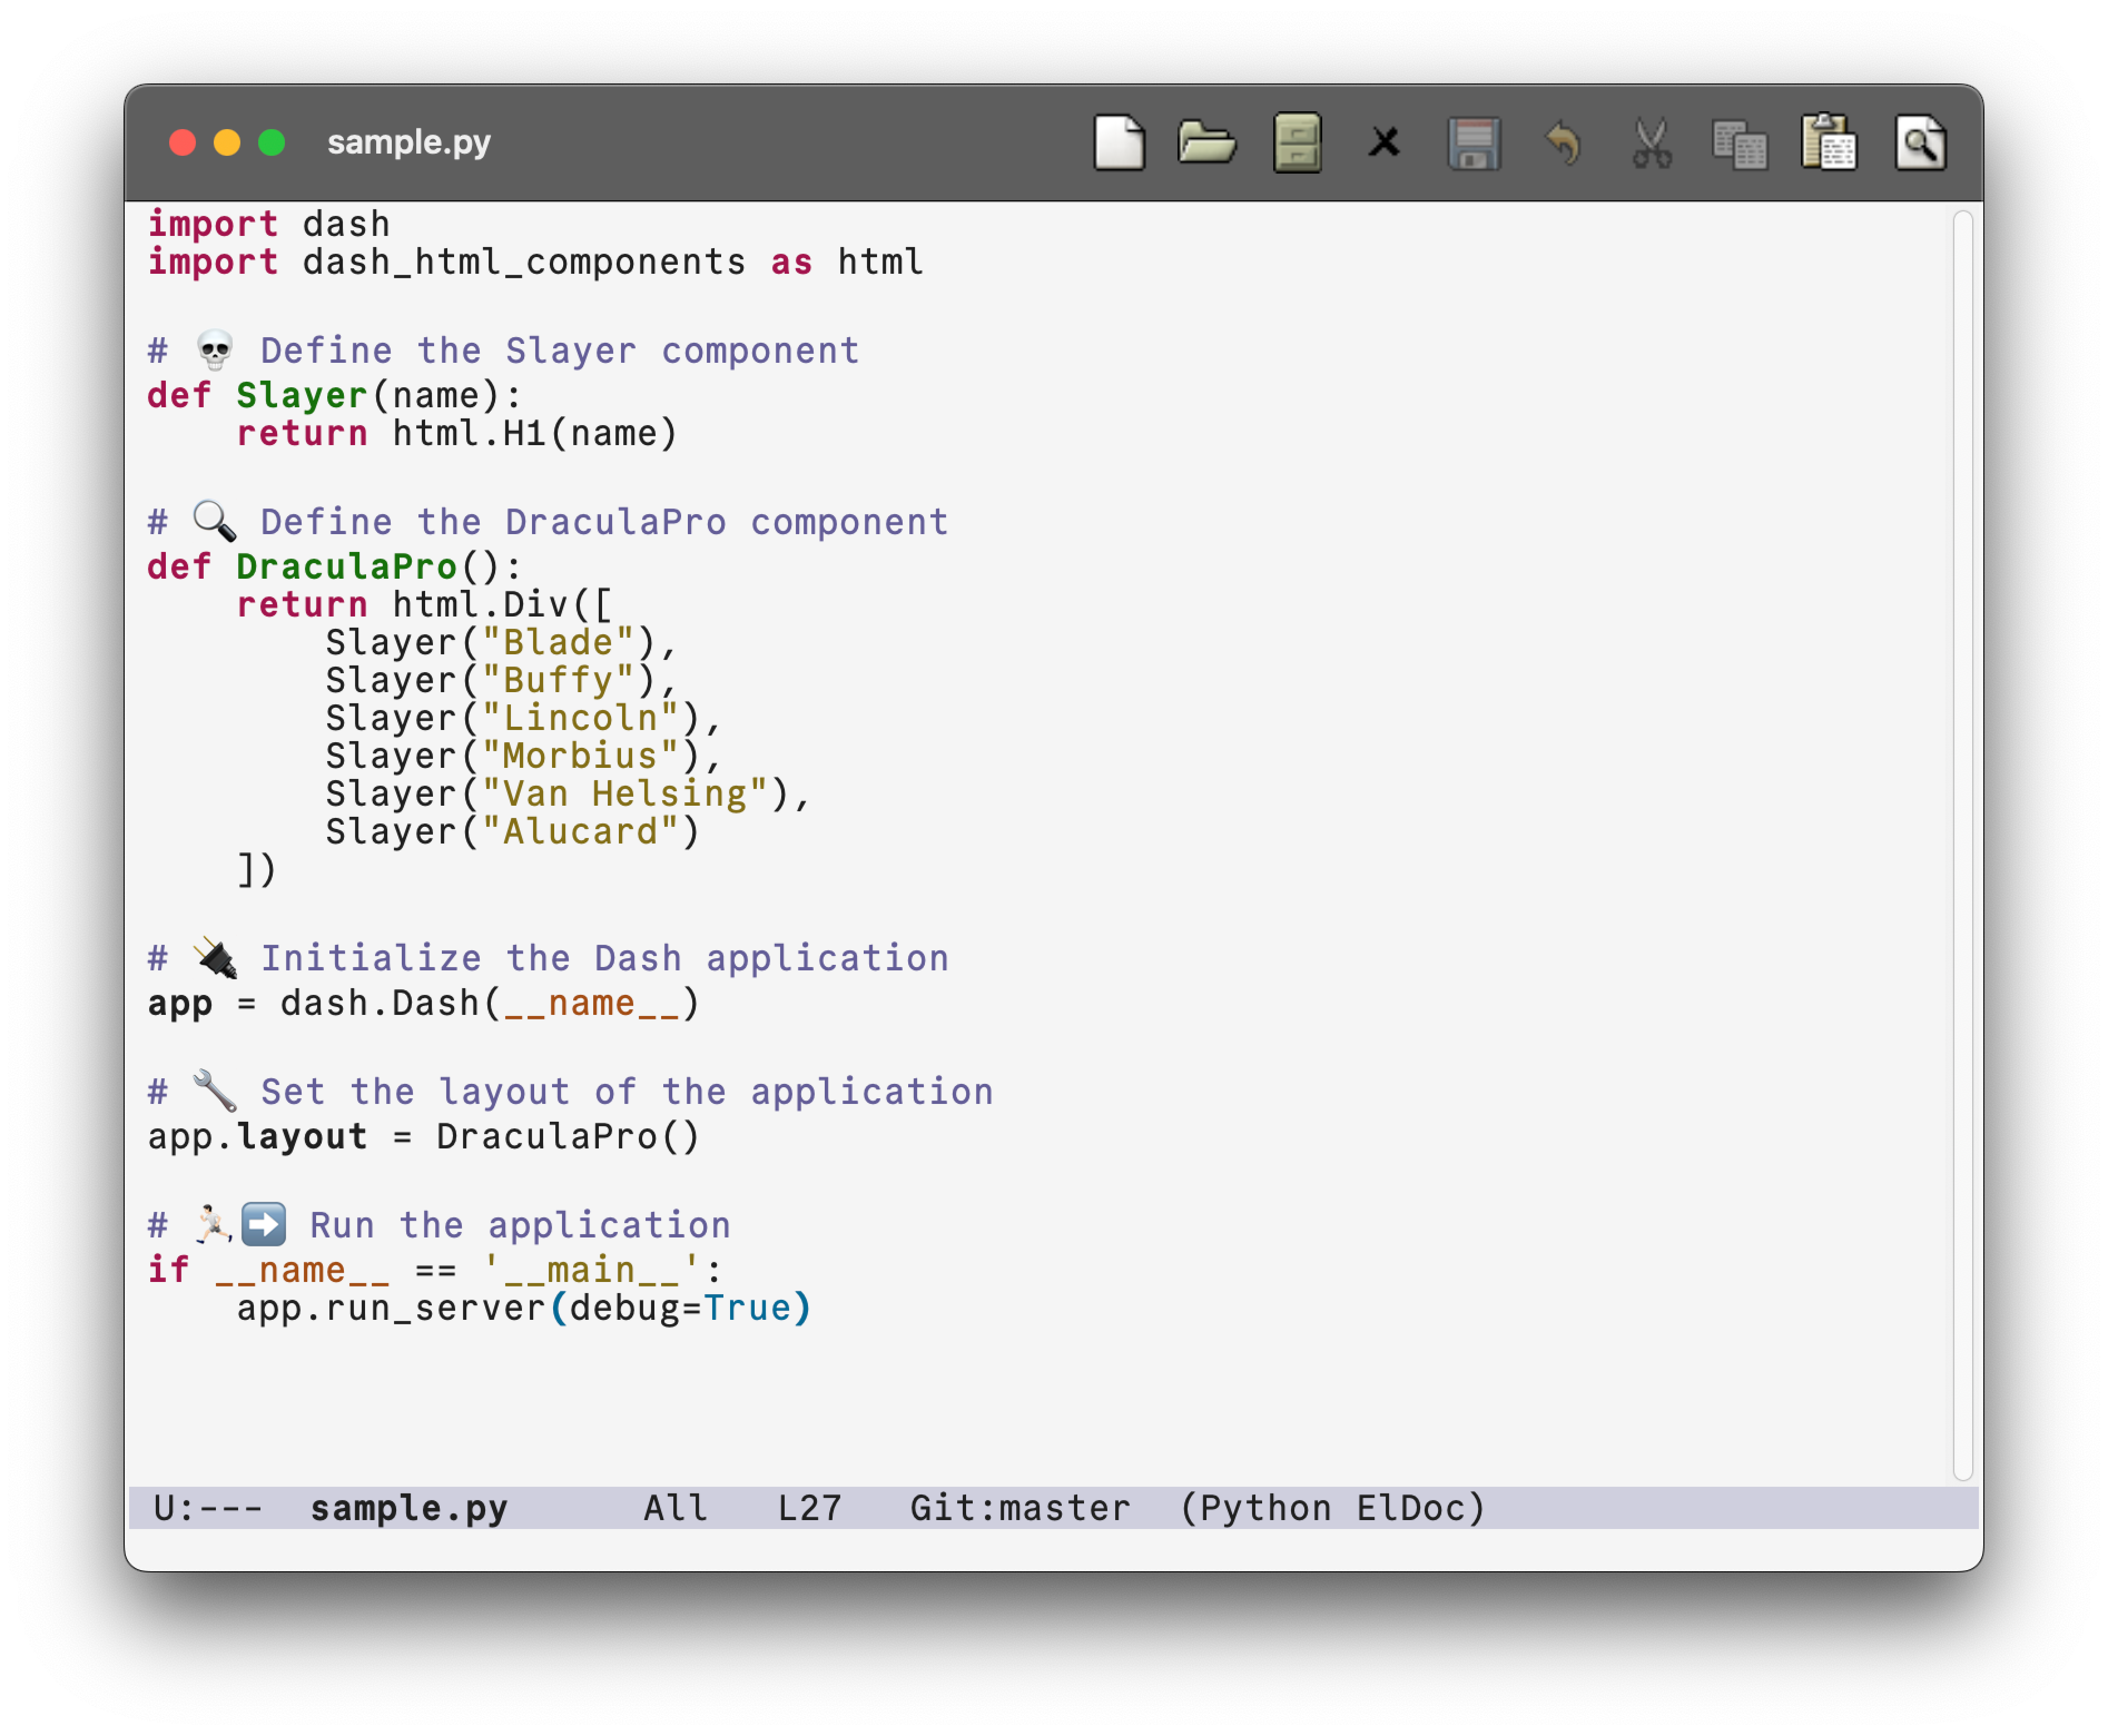 sample.py
import dash
import dash_html_components as html

# 💀 Define the Slayer component
def Slayer(name):
    return html.H1(name)

# 🔍 Define the DraculaPro component
def DraculaPro():
    return html.Div([
        Slayer("Blade"),
        Slayer("Buffy"),
        Slayer("Lincoln"),
        Slayer("Morbius"),
        Slayer("Van Helsing"),
        Slayer("Alucard")
    ])

# 🔌 Initialize the Dash application
app = dash.Dash(__name__)

# 🔧 Set the layout of the application
app.layout = DraculaPro()

# 🏃🏻➡️ Run the application
if __name__ == '__main__':
    app.run_server(debug=True)

U:--- sample.py All L27 Git:master (Python ElDoc)